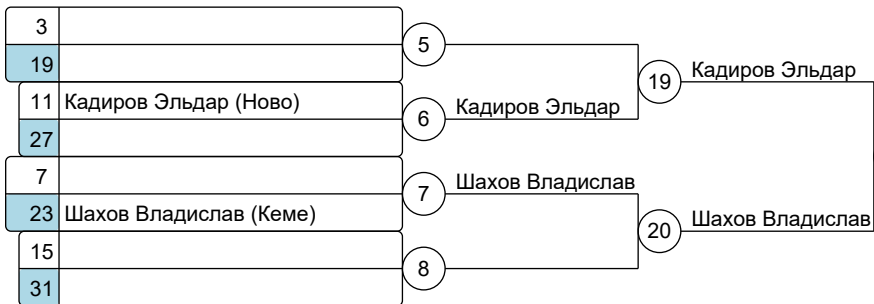 3
5
19
19 Кадиров Эльдар
11 Кадиров Эльдар (Ново)
6 Кадиров Эльдар
27
7
7 Шахов Владислав
23 Шахов Владислав (Кеме)
20 Шахов Владислав
15
8
31